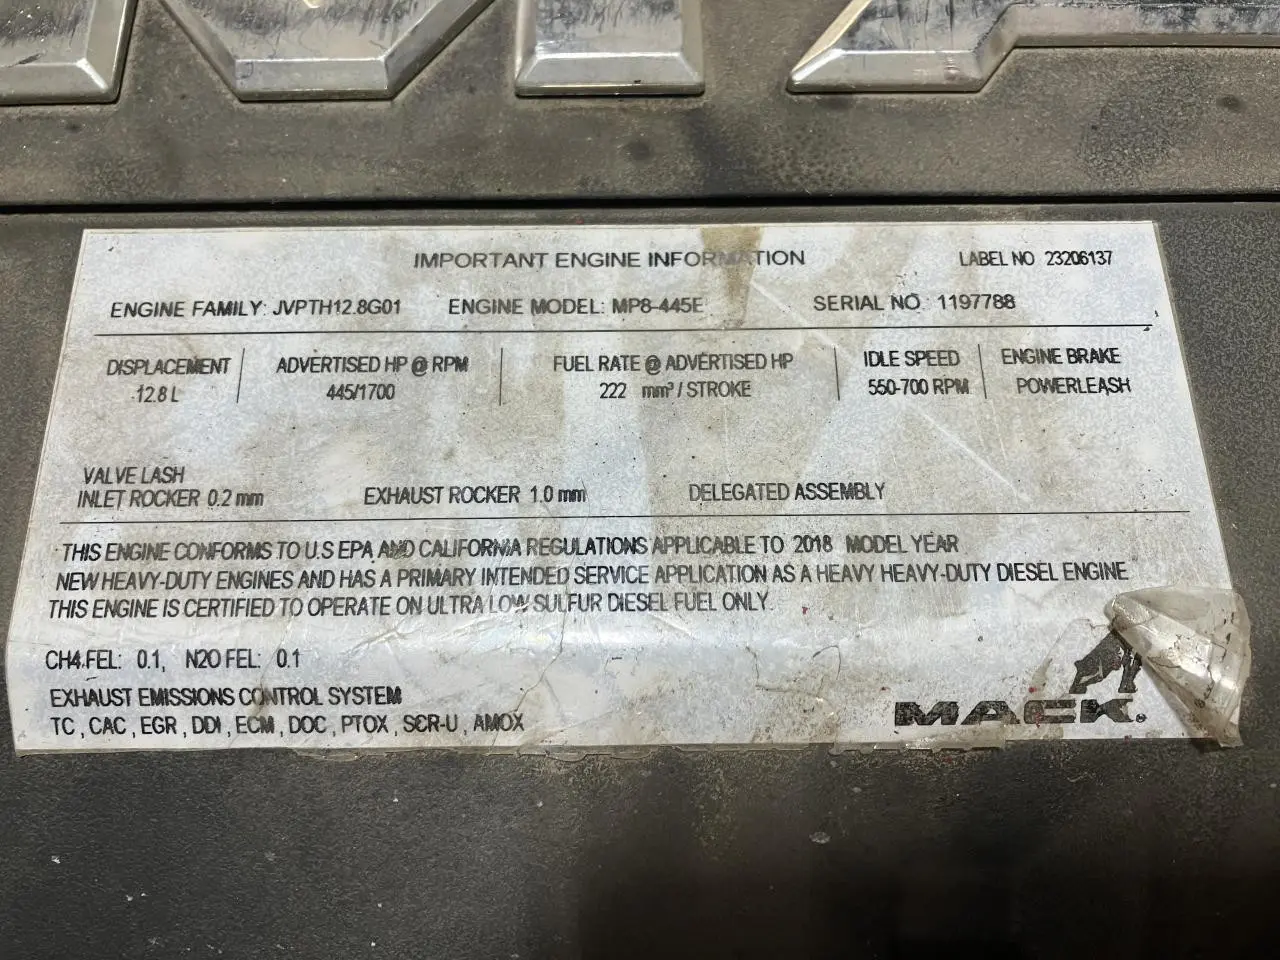 IMPORTANT ENGINE INFORMATION LABEL NO 23206137
ENGINE FAMILY: JVPTH12.8G01 ENGINE MODEL: MP8-445E SERIAL NO. 1197788
DISPLACEMENT ADVERTISED HP @ RPM FUEL RATE @ ADVERTISED HP IDLE SPEED ENGINE BRAKE
12.8 L 445/1700 222 mm³ / STROKE 550-700 RPM POWERLEASH
VALVE LASH
INLET ROCKER 0.2 mm EXHAUST ROCKER 1.0 mm DELEGATED ASSEMBLY
THIS ENGINE CONFORMS TO U.S EPA AND CALIFORNIA REGULATIONS APPLICABLE TO 2018 MODEL YEAR
NEW HEAVY-DUTY ENGINES AND HAS A PRIMARY INTENDED SERVICE APPLICATION AS A HEAVY HEAVY-DUTY DIESEL ENGINE
THIS ENGINE IS CERTIFIED TO OPERATE ON ULTRA LOW SULFUR DIESEL FUEL ONLY.
CH4 FEL: 0.1, N2O FEL: 0.1
EXHAUST EMISSIONS CONTROL SYSTEM
TC , CAC , EGR , DDI , ECM , DOC , PTOX , SCR-U , AMOX
MACK®